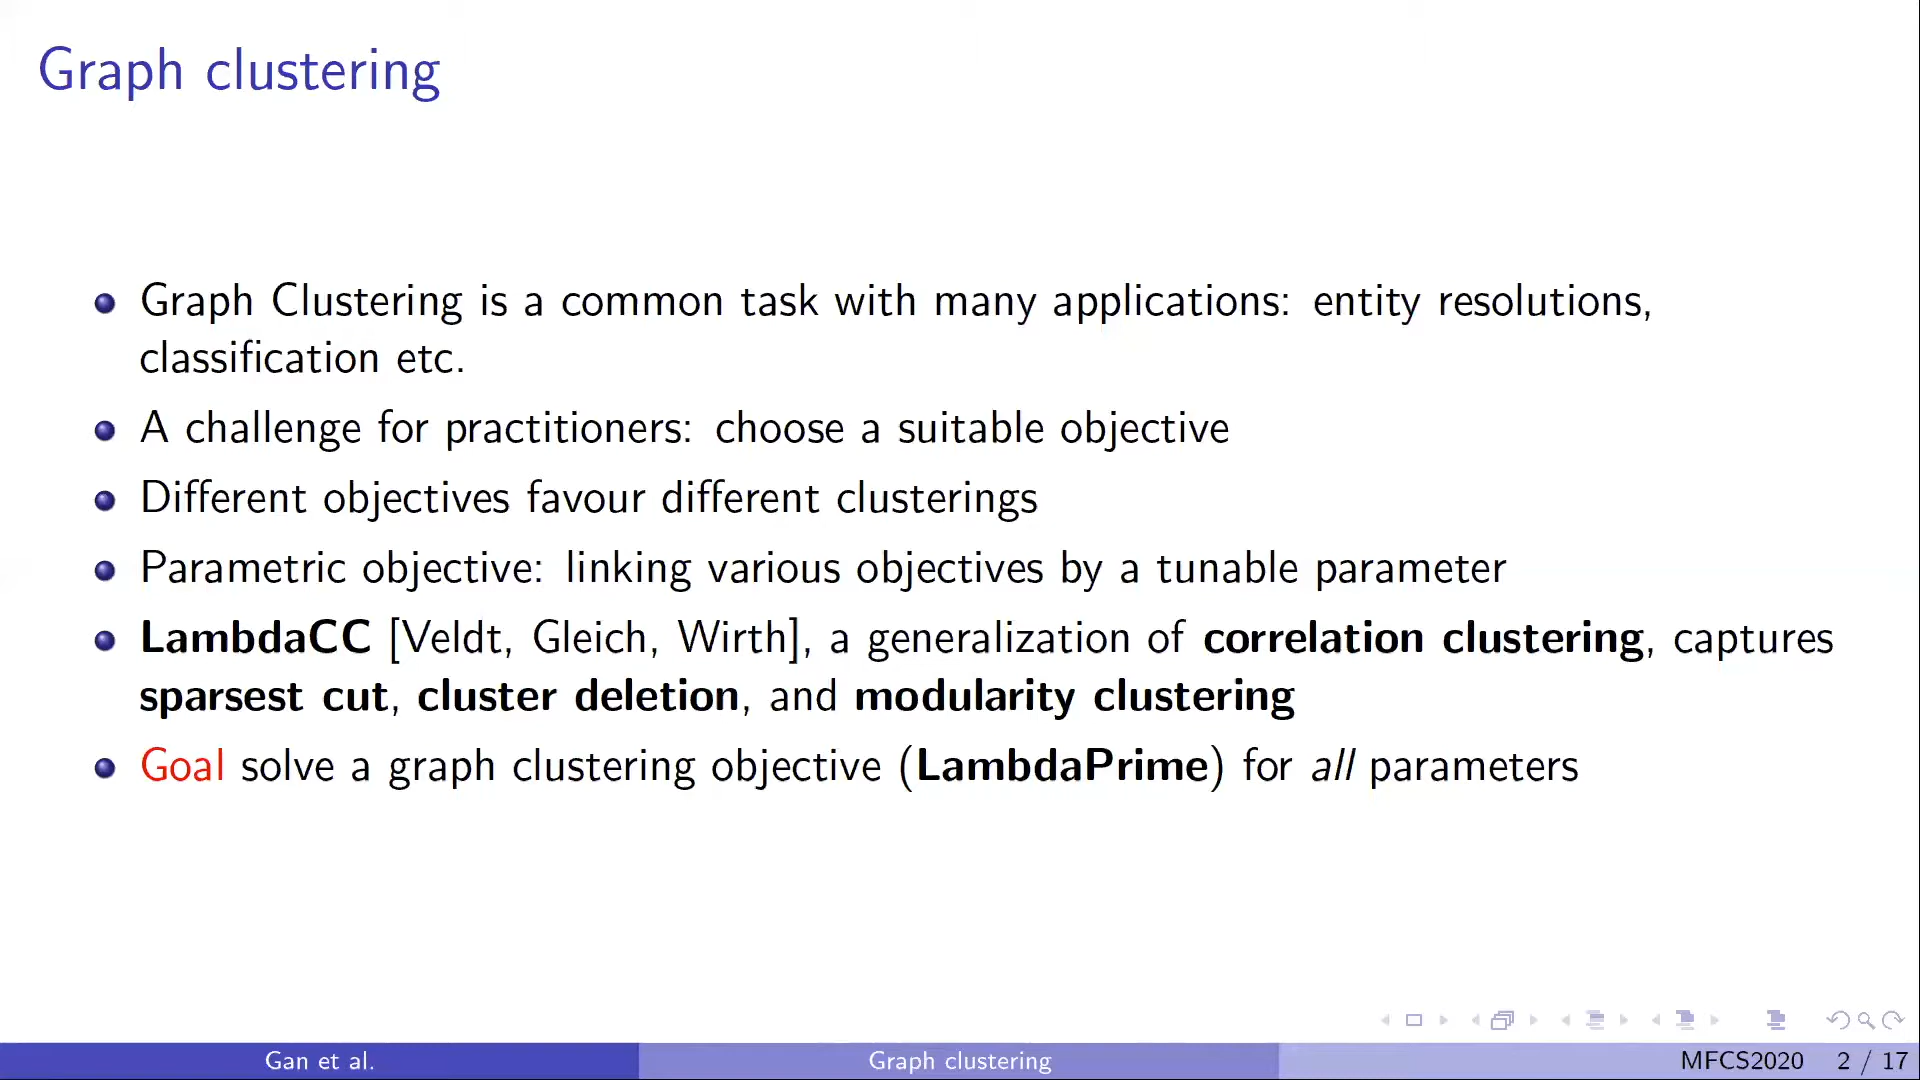 Graph clustering
Graph Clustering is a common task with many applications: entity resolutions,
classification etc.
A challenge for practitioners: choose a suitable objective
Different objectives favour different clusterings
Parametric objective: linking various objectives by a tunable parameter
LambdaCC [Veldt, Gleich, Wirth], a generalization of correlation clustering, captures
sparsest cut, cluster deletion, and modularity clustering
Goal solve a graph clustering objective (LambdaPrime) for all parameters
Gan et al. Graph clustering MFCS2020 2 / 17